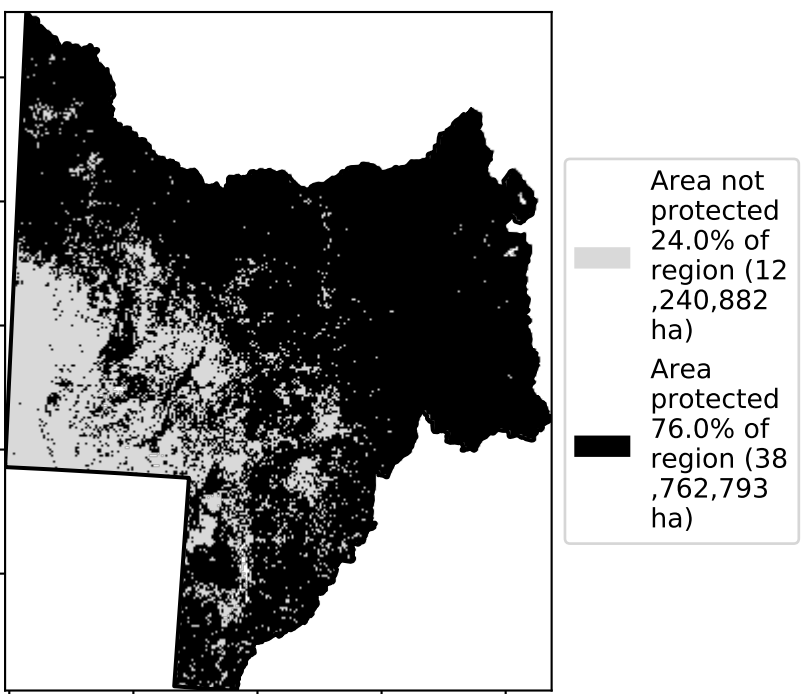 Area not
protected
24.0% of
region (12
,240,882
ha)
Area
protected
76.0% of
region (38
,762,793
ha)